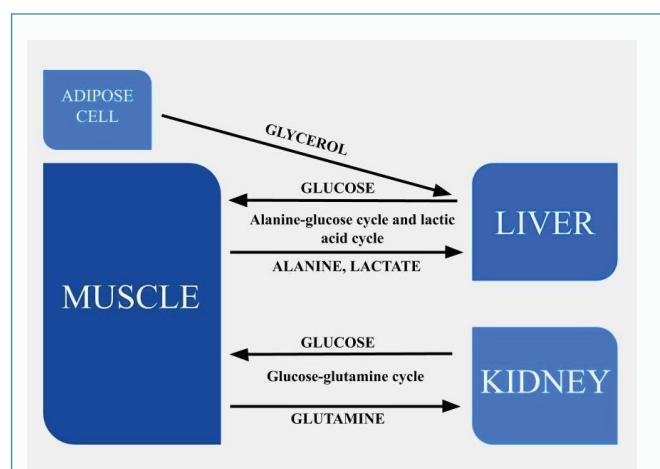 ADIPOSE
CELL
GLYCEROL
GLUCOSE
Alanine-glucose cycle and lactic
acid cycle
ALANINE, LACTATE
LIVER
MUSCLE
GLUCOSE
Glucose-glutamine cycle
GLUTAMINE
KIDNEY